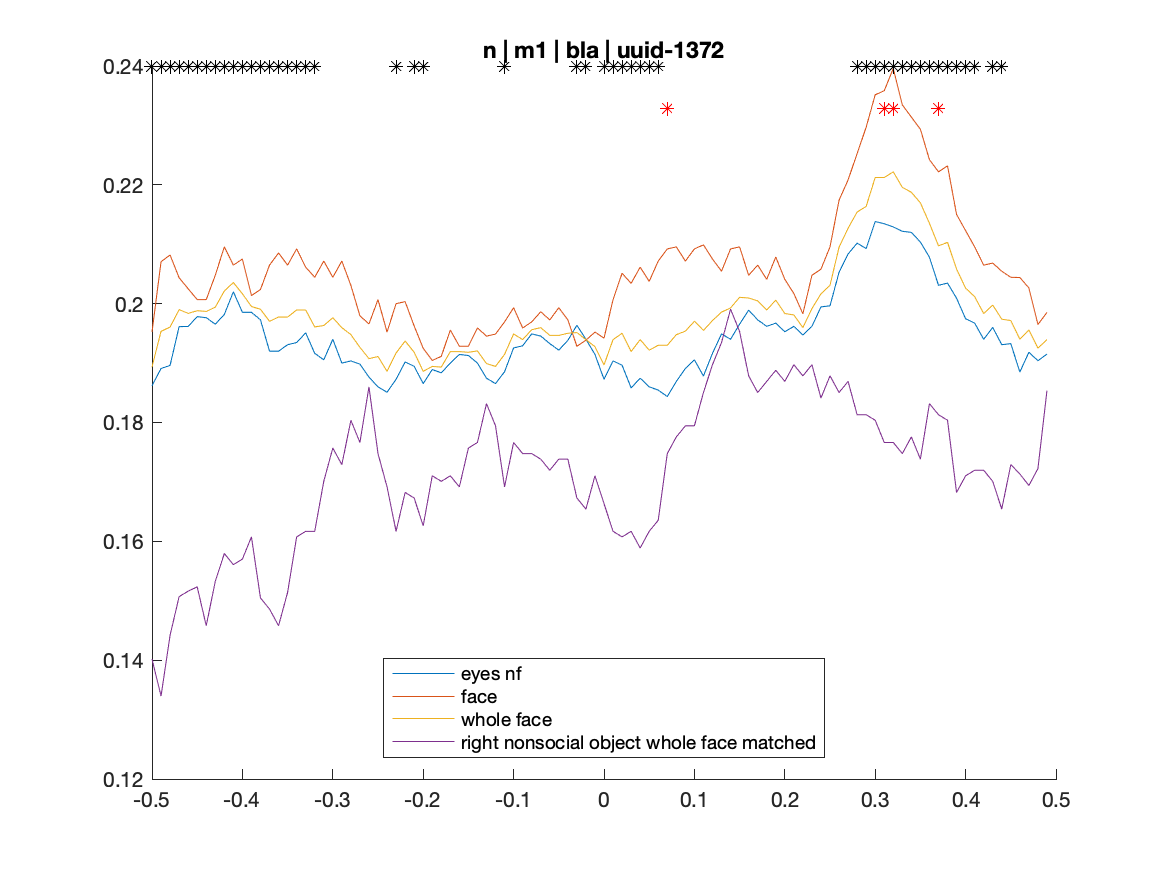 n | m1 | bla | uuid-1372
0.24
0.22
0.2
0.18
0.16
0.14
0.12
eyes nf
face
whole face
right nonsocial object whole face matched
-0.5 -0.4 -0.3 -0.2 -0.1 0 0.1 0.2 0.3 0.4 0.5